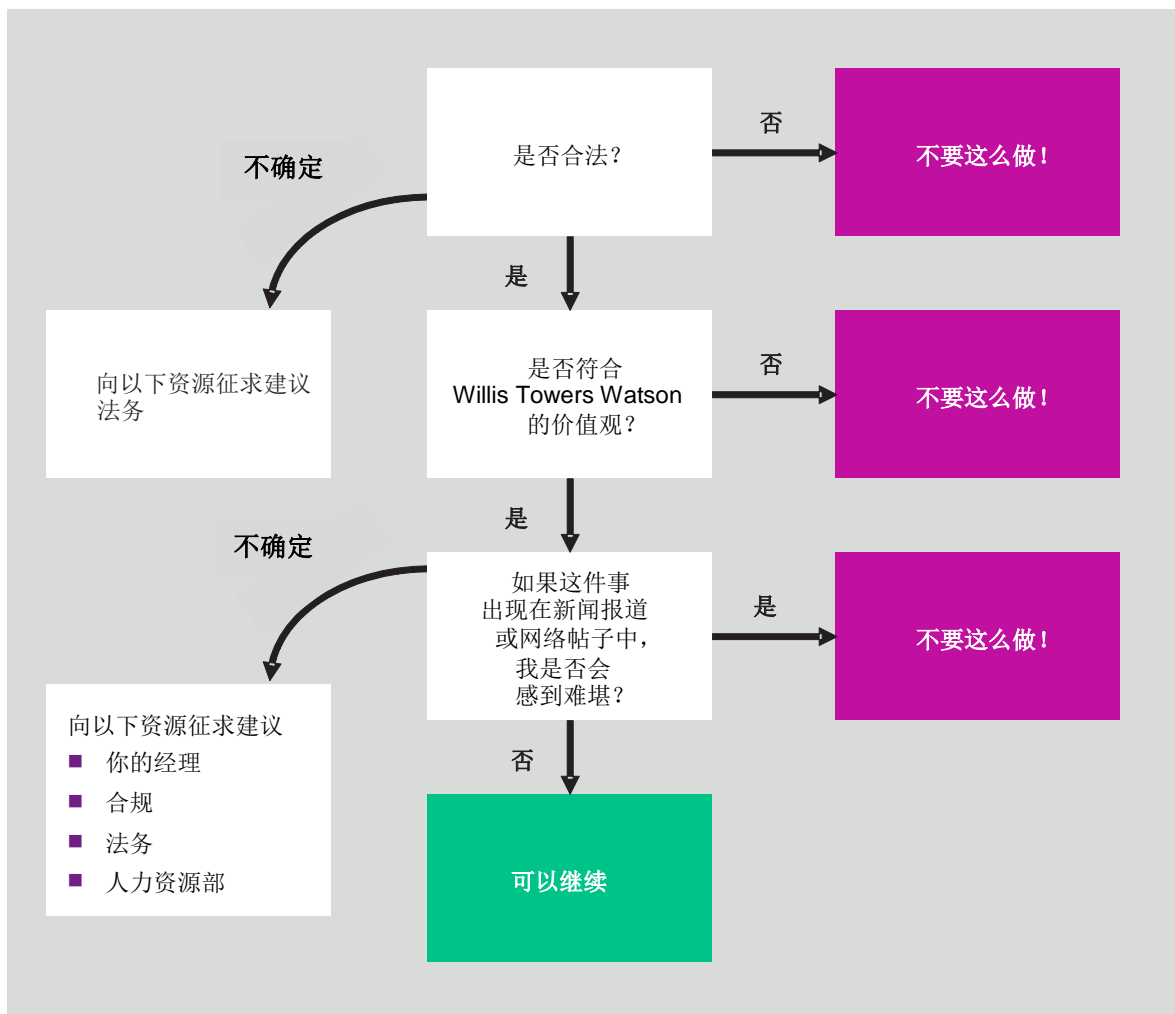 是否合法？
否
不要这么做！
不确定
是
向以下资源征求建议
法务
是否符合
Willis Towers Watson
的价值观？
否
不要这么做！
是
不确定
如果这件事
出现在新闻报道
或网络帖子中，
我是否会
感到难堪？
是
不要这么做！
向以下资源征求建议
■ 你的经理
■ 合规
■ 法务
■ 人力资源部
否
可以继续